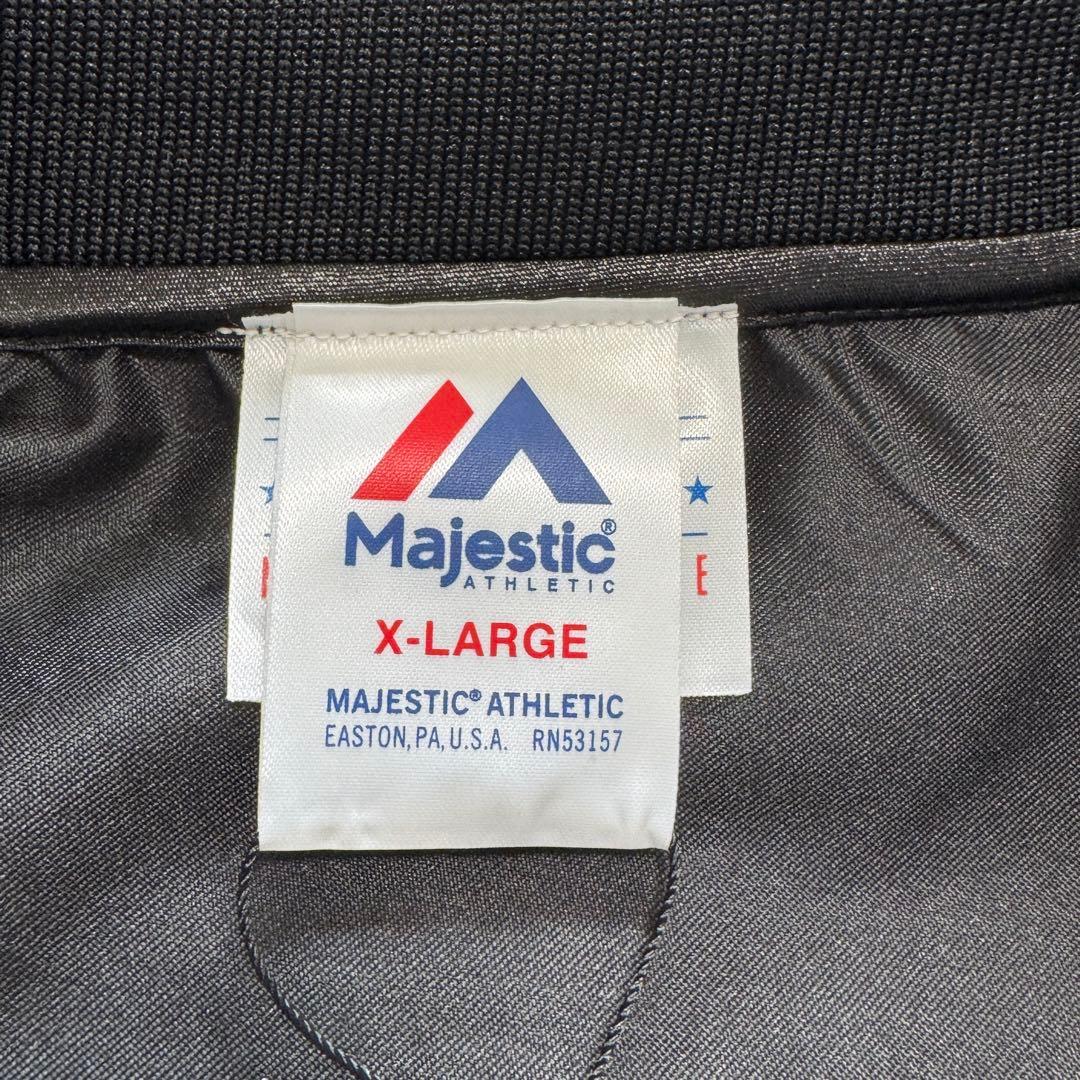 Majestic®
ATHLETIC
X-LARGE
MAJESTIC® ATHLETIC
EASTON, PA, U.S.A. RN53157